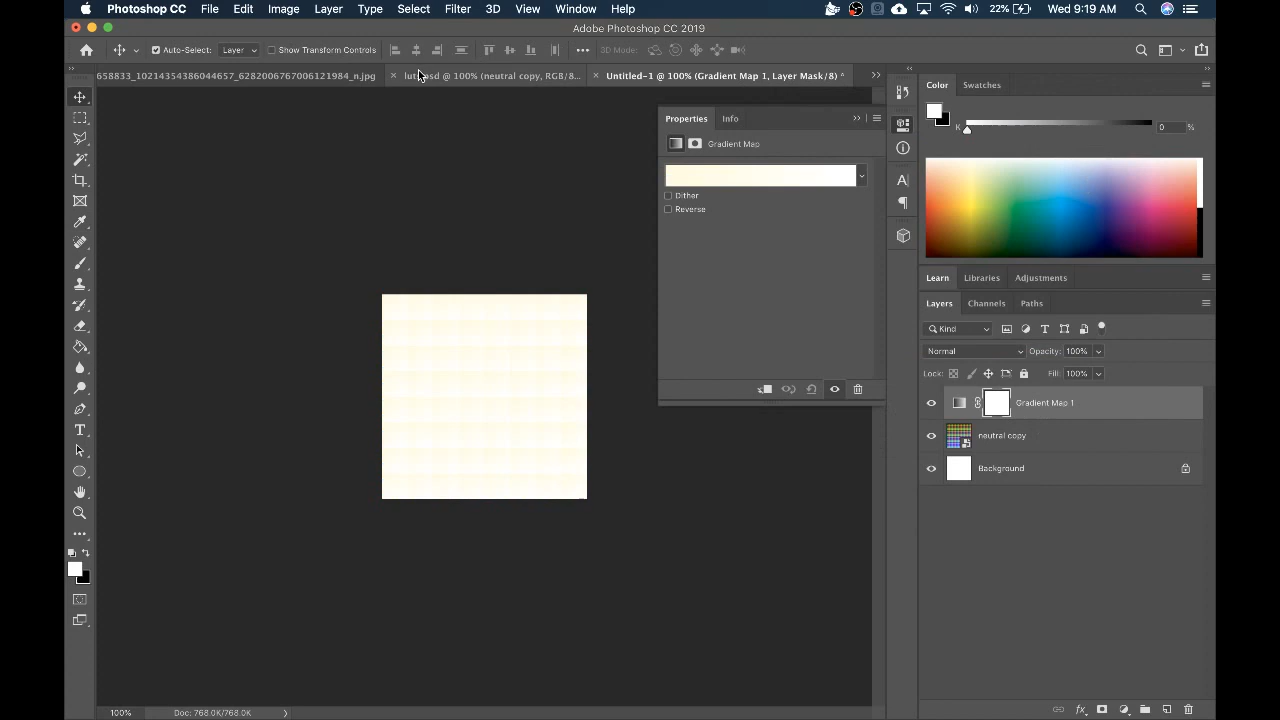 Photoshop CC File Edit Image Layer Type Select Filter 3D View Window Help 22% Wed 9:19 AM
Adobe Photoshop CC 2019
Auto-Select: Layer Show Transform Controls 3D Mode:
658833_10214354386044657_6282006767006121984_n.jpg @ 100% (neutral copy, RGB/8... Untitled-1 @ 100% (Gradient Map 1, Layer Mask/8) *
Properties Info
Gradient Map
Dither
Reverse
Color Swatches
K 0 %
Learn Libraries Adjustments
Layers Channels Paths
Kind
Normal Opacity: 100%
Lock: Fill: 100%
Gradient Map 1
neutral copy
Background
100% Doc: 768.0K/768.0K